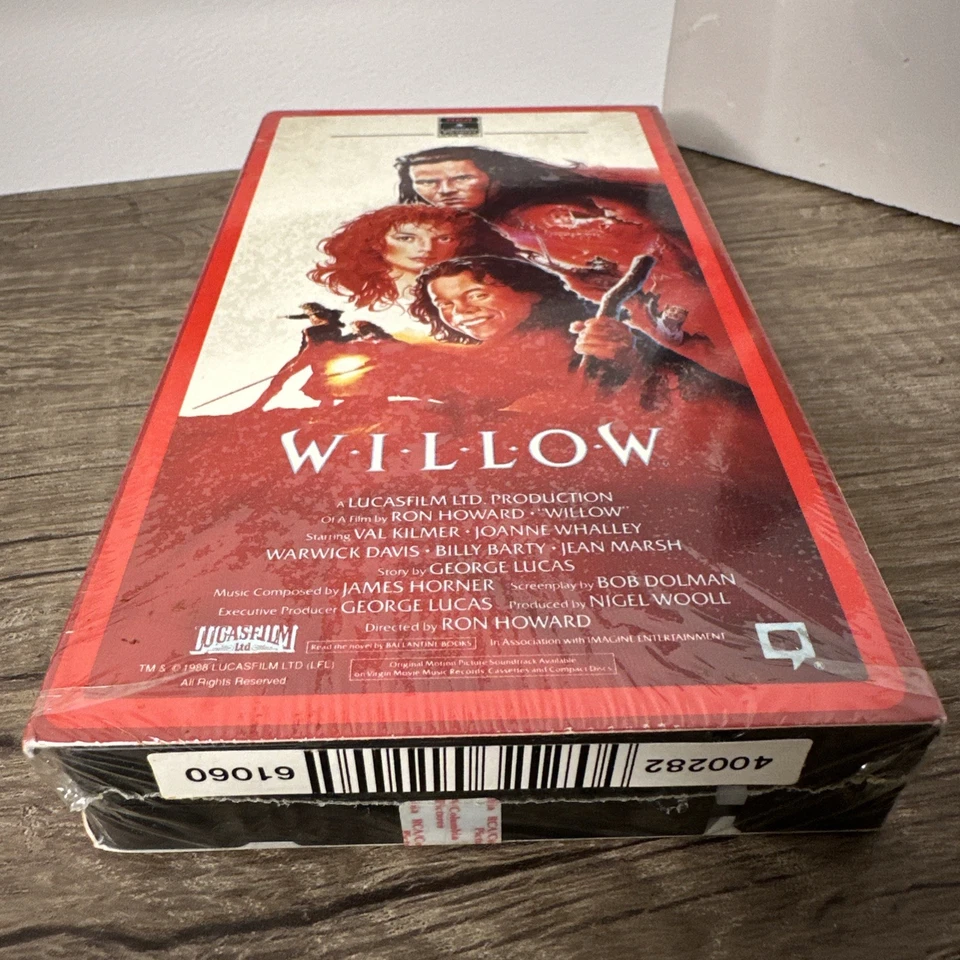 W·I·L·L·O·W
A LUCASFILM LTD. PRODUCTION
Of A Film by RON HOWARD · "WILLOW"
Starring VAL KILMER · JOANNE WHALLEY
WARWICK DAVIS · BILLY BARTY · JEAN MARSH
Story by GEORGE LUCAS
Music Composed by JAMES HORNER Screenplay by BOB DOLMAN
Executive Producer GEORGE LUCAS Produced by NIGEL WOOLL
Directed by RON HOWARD
LUCASFILM Ltd
Read the novel by BALLANTINE BOOKS
In Association with IMAGINE ENTERTAINMENT
TM & © 1988 LUCASFILM LTD (LFL)
All Rights Reserved
Original Motion Picture Soundtrack Available
on Virgin Movie Music Records, Cassettes and Compact Discs
®
400282 61060
Columbia
Pictures